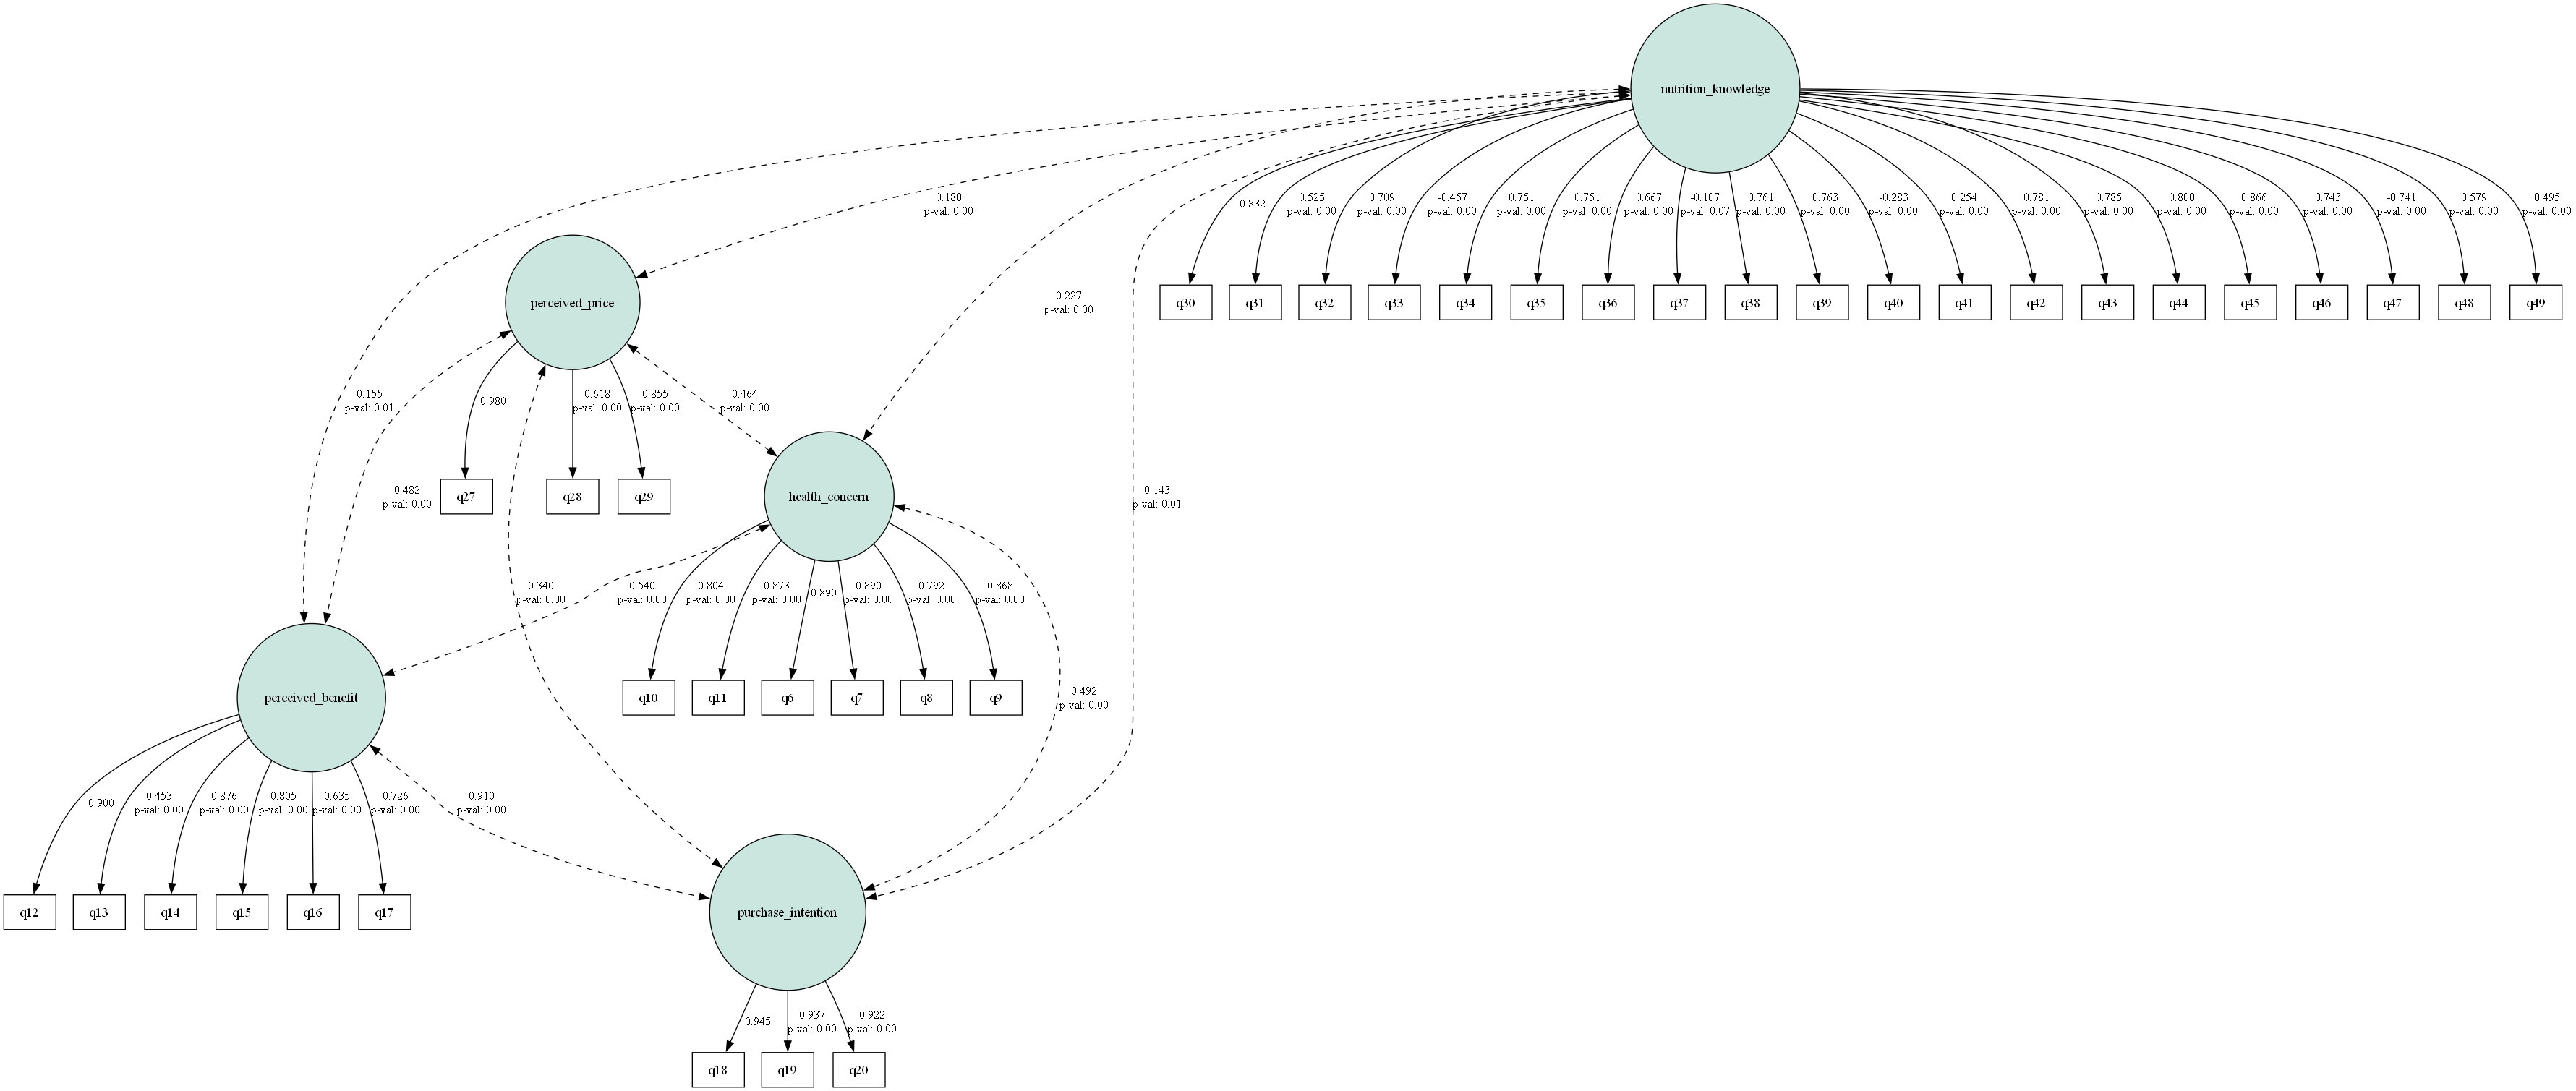 nutrition_knowledge
0.180
p-val: 0.00
0.832
0.525
p-val: 0.00
0.709
p-val: 0.00
-0.457
p-val: 0.00
0.751
p-val: 0.00
0.751
p-val: 0.00
0.667
p-val: 0.00
-0.107
p-val: 0.07
0.761
p-val: 0.00
0.763
p-val: 0.00
-0.283
p-val: 0.00
0.254
p-val: 0.00
0.781
p-val: 0.00
0.785
p-val: 0.00
0.800
p-val: 0.00
0.866
p-val: 0.00
0.743
p-val: 0.00
-0.741
p-val: 0.00
0.579
p-val: 0.00
0.495
p-val: 0.00
perceived_price
0.227
p-val: 0.00
q30
q31
q32
q33
q34
q35
q36
q37
q38
q39
q40
q41
q42
q43
q44
q45
q46
q47
q48
q49
0.155
p-val: 0.01
0.980
0.618
p-val: 0.00
0.855
p-val: 0.00
0.464
p-val: 0.00
0.482
p-val: 0.00
q27
q28
q29
health_concern
0.143
p-val: 0.01
0.340
p-val: 0.00
0.540
p-val: 0.00
0.804
p-val: 0.00
0.873
p-val: 0.00
0.890
0.890
p-val: 0.00
0.792
p-val: 0.00
0.868
p-val: 0.00
perceived_benefit
q10
q11
q6
q7
q8
q9
0.492
p-val: 0.00
0.900
0.453
p-val: 0.00
0.876
p-val: 0.00
0.805
p-val: 0.00
0.635
p-val: 0.00
0.726
p-val: 0.00
0.910
p-val: 0.00
q12
q13
q14
q15
q16
q17
purchase_intention
0.945
0.937
p-val: 0.00
0.922
p-val: 0.00
q18
q19
q20